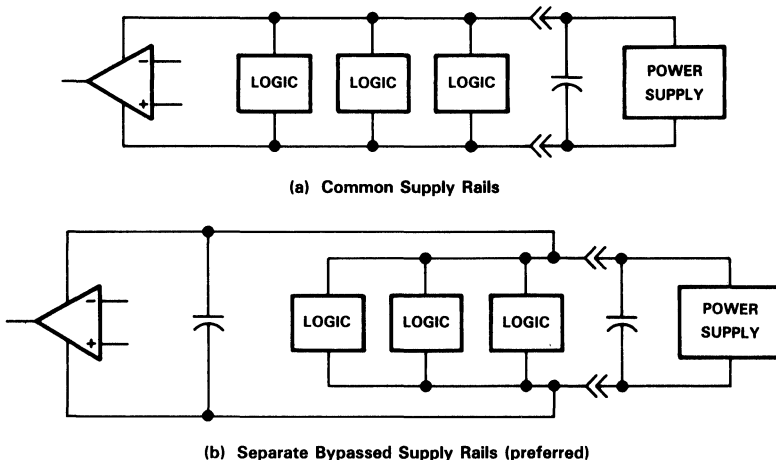 LOGIC LOGIC LOGIC
POWER
SUPPLY
(a) Common Supply Rails
LOGIC LOGIC LOGIC
POWER
SUPPLY
(b) Separate Bypassed Supply Rails (preferred)